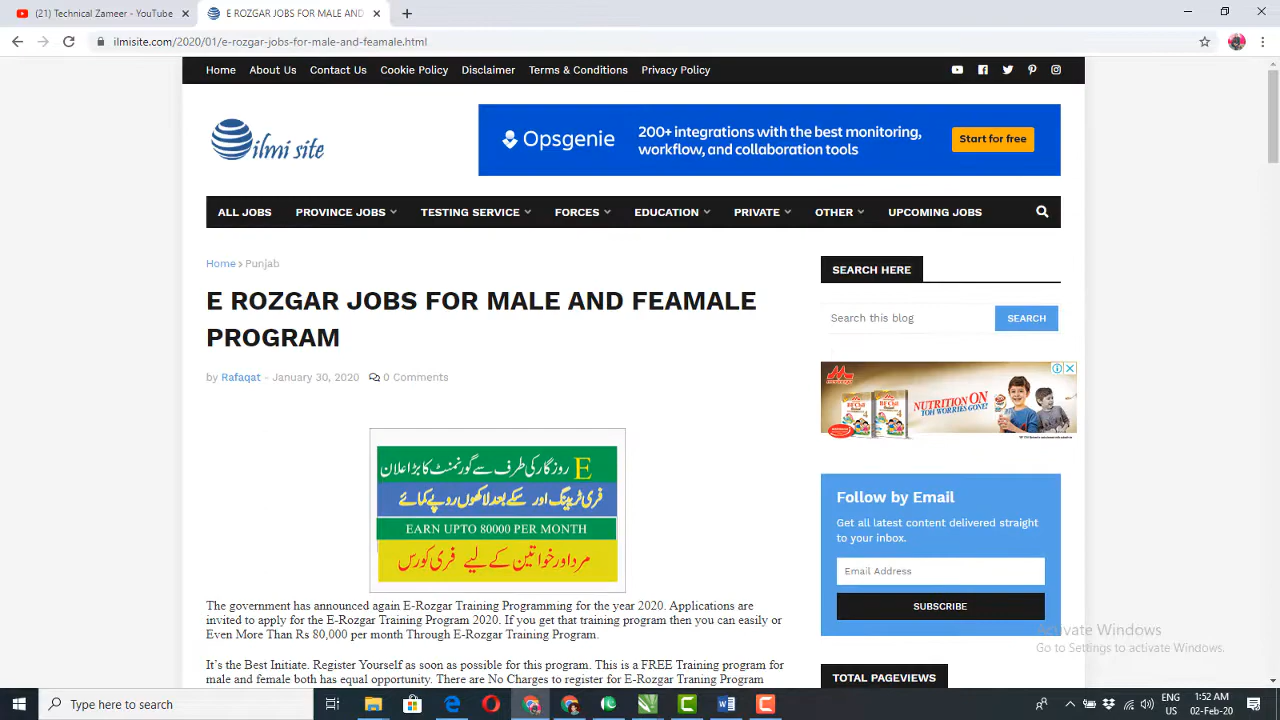 (21) Technical Zameer - YouTube
E ROZGAR JOBS FOR MALE AND
ilmisite.com/2020/01/e-rozgar-jobs-for-male-and-feamale.html
Home About Us Contact Us Cookie Policy Disclaimer Terms & Conditions Privacy Policy
ilmi site
Opsgenie
200+ integrations with the best monitoring,
workflow, and collaboration tools
Start for free
ALL JOBS PROVINCE JOBS TESTING SERVICE FORCES EDUCATION PRIVATE OTHER UPCOMING JOBS
Home > Punjab
E ROZGAR JOBS FOR MALE AND FEAMALE
PROGRAM
by Rafaqat - January 30, 2020 0 Comments
E روزگار کی طرف سے گورنمنٹ کا بڑا اعلان
فری ٹریننگ اور سکے بعد لاکھوں روپے کمائے
EARN UPTO 80000 PER MONTH
مرد اور خواتین کے لیے فری کورس
The government has announced again E-Rozgar Training Programming for the year 2020. Applications are
invited to apply for the E-Rozgar Training Program 2020. If you get that training program then you can easily or
Even More Than Rs 80,000 per month Through E-Rozgar Training Program.
It's the Best Initiate. Register Yourself as soon as possible for this program. This is a FREE Training program for
male and female both has equal opportunity. There are No Charges to register for E-Rozgar Training Program
SEARCH HERE
Search this blog
SEARCH
NUTRITION ON
TOH WORRIES GONE!
Follow by Email
Get all latest content delivered straight
to your inbox.
Email Address
SUBSCRIBE
TOTAL PAGEVIEWS
Activate Windows
Go to Settings to activate Windows.
Type here to search
ENG
US
1:52 AM
02-Feb-20